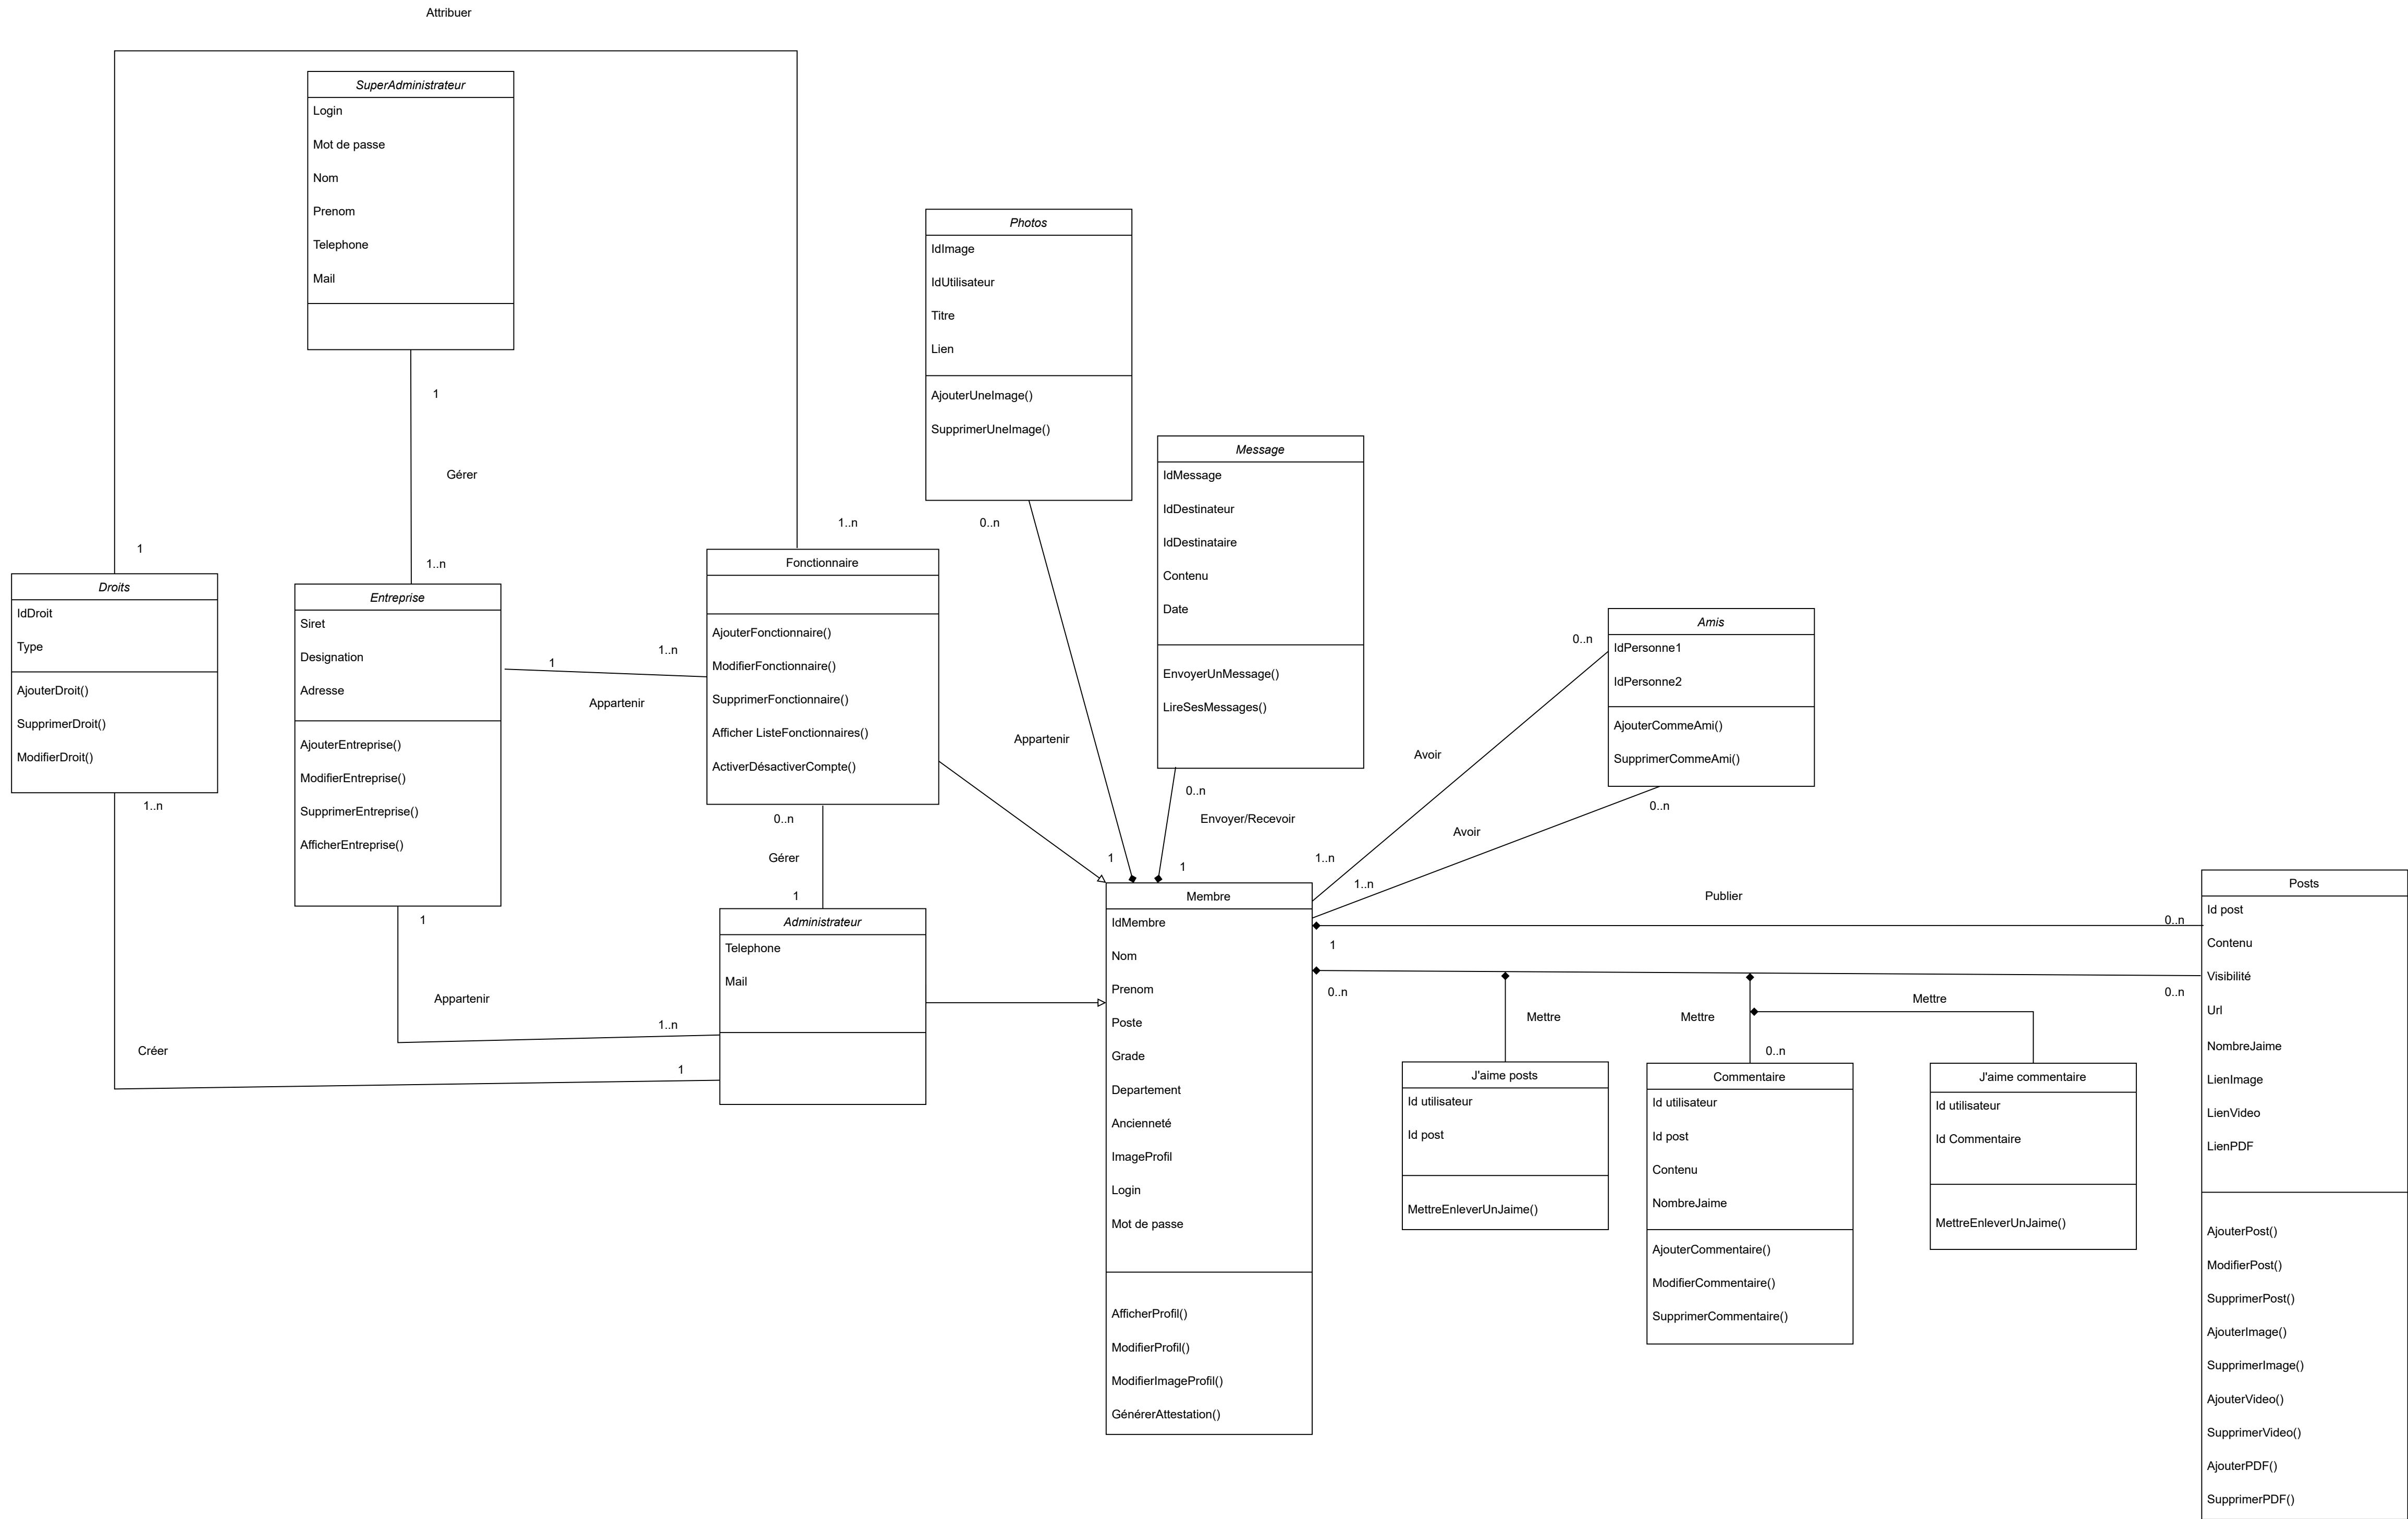 Attribuer
SuperAdministrateur
Login
Mot de passe
Nom
Prenom
Telephone
Mail
1
Gérer
1..n
Photos
IdImage
IdUtilisateur
Titre
Lien
AjouterUneImage()
SupprimerUneImage()
0..n
Appartenir
1
Message
IdMessage
IdDestinateur
IdDestinataire
Contenu
Date
EnvoyerUnMessage()
LireSesMessages()
0..n
Envoyer/Recevoir
1
1
Droits
IdDroit
Type
AjouterDroit()
SupprimerDroit()
ModifierDroit()
1..n
Créer
1
Entreprise
Siret
Designation
Adresse
AjouterEntreprise()
ModifierEntreprise()
SupprimerEntreprise()
AfficherEntreprise()
1
Appartenir
1..n
1
1..n
Appartenir
1..n
Fonctionnaire
AjouterFonctionnaire()
ModifierFonctionnaire()
SupprimerFonctionnaire()
Afficher ListeFonctionnaires()
ActiverDésactiverCompte()
0..n
Gérer
1
Administrateur
Telephone
Mail
Amis
IdPersonne1
IdPersonne2
AjouterCommeAmi()
SupprimerCommeAmi()
0..n
Avoir
1..n
0..n
Avoir
1..n
Membre
IdMembre
Nom
Prenom
Poste
Grade
Departement
Ancienneté
ImageProfil
Login
Mot de passe
AfficherProfil()
ModifierProfil()
ModifierImageProfil()
GénérerAttestation()
Publier
1
0..n
0..n
0..n
Mettre
J'aime posts
Id utilisateur
Id post
MettreEnleverUnJaime()
Mettre
0..n
Commentaire
Id utilisateur
Id post
Contenu
NombreJaime
AjouterCommentaire()
ModifierCommentaire()
SupprimerCommentaire()
Mettre
J'aime commentaire
Id utilisateur
Id Commentaire
MettreEnleverUnJaime()
Posts
Id post
Contenu
Visibilité
Url
NombreJaime
LienImage
LienVideo
LienPDF
AjouterPost()
ModifierPost()
SupprimerPost()
AjouterImage()
SupprimerImage()
AjouterVideo()
SupprimerVideo()
AjouterPDF()
SupprimerPDF()